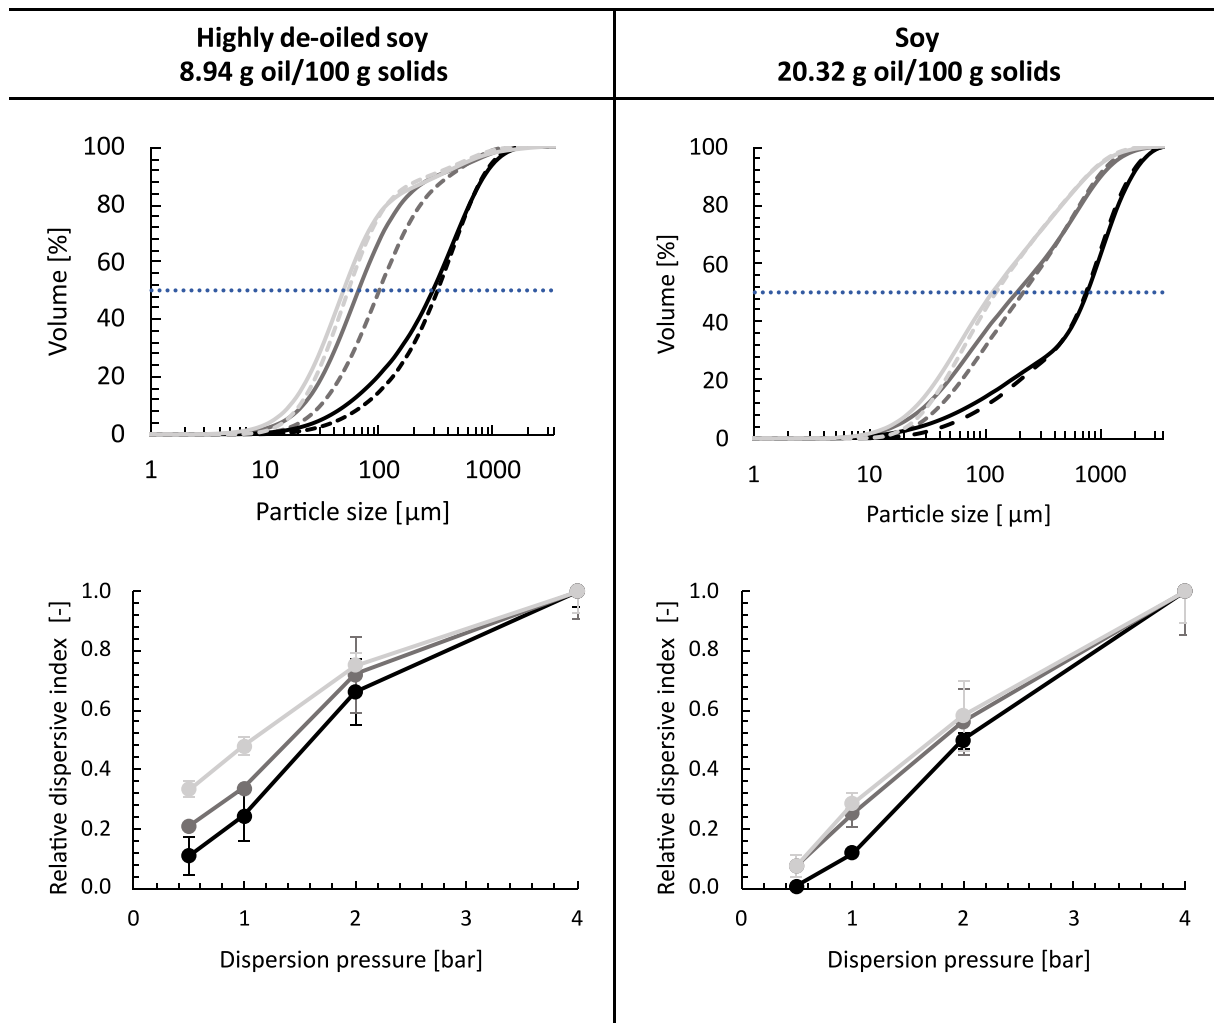 Highly de-oiled soy
8.94 g oil/100 g solids
Soy
20.32 g oil/100 g solids
Volume [%]
100
80
60
40
20
0
1 10 100 1000
Particle size [µm]
Volume [%]
100
80
60
40
20
0
1 10 100 1000
Particle size [ µm]
Relative dispersive index [-]
1.0
0.8
0.6
0.4
0.2
0.0
0 1 2 3 4
Dispersion pressure [bar]
Relative dispersive index [-]
1.0
0.8
0.6
0.4
0.2
0.0
0 1 2 3 4
Dispersion pressure [bar]